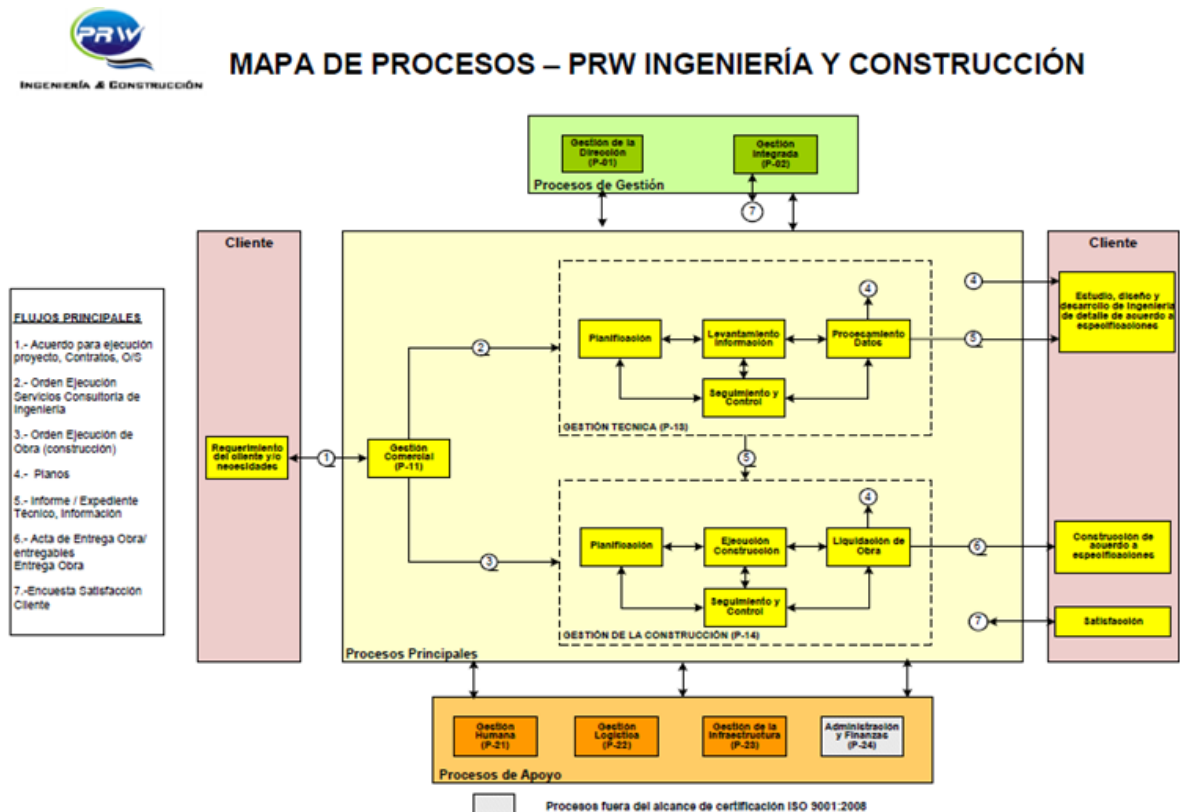 PRW
INGENIERÍA & CONSTRUCCIÓN
MAPA DE PROCESOS – PRW INGENIERÍA Y CONSTRUCCIÓN
Gestión de la
Dirección
(P-01)
Gestión
Integrada
(P-02)
Procesos de Gestión
7
Cliente
Cliente
FLUJOS PRINCIPALES
1.- Acuerdo para ejecución
proyecto, Contratos, O/S
2.- Orden Ejecución
Servicios Consultoria de
Ingeniería
3.- Orden Ejecución de
Obra (construcción)
4.- Planos
5.- Informe / Expediente
Tecnico, Información
6.- Acta de Entrega Obra/
entregables
Entrega Obra
7.-Encuesta Satisfacción
Cliente
Requerimiento
del cliente y/o
necesidades
1
Gestión
Comercial
(P-11)
2
3
4
Planificación
Levantamiento
Información
Procesamiento
Datos
Seguimiento y
Control
GESTIÓN TECNICA (P-13)
4
5
Estudio, diseño y
desarrollo de Ingenieria
de detalle de acuerdo a
especificaciones
5
4
Planificación
Ejecución
Construcción
Liquidación de
Obra
Seguimiento y
Control
GESTIÓN DE LA CONSTRUCCIÓN (P-14)
6
Construcción de
acuerdo a
especificaciones
7
Satisfacción
Procesos Principales
Gestión
Humana
(P-21)
Gestión
Logística
(P-22)
Gestión de la
Infraestructura
(P-23)
Administración
y Finanzas
(P-24)
Procesos de Apoyo
Procesos fuera del alcance de certificación ISO 9001:2008